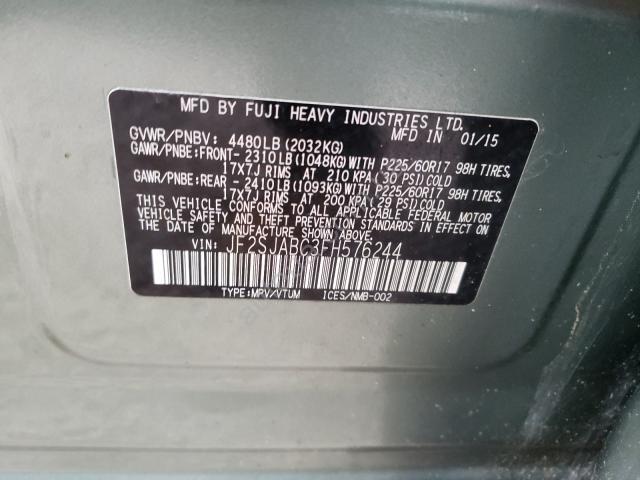 MFD BY FUJI HEAVY INDUSTRIES LTD.
GVWR/PNBV: 4480LB(2032KG) MFD IN 01/15
GAWR/PNBE:FRONT- 2310LB(1048KG)WITH P225/60R17 98H TIRES,
17X7J RIMS AT 210 KPA(30 PSI)COLD
GAWR/PNBE:REAR - 2410LB(1093KG)WITH P225/60R17 98H TIRES,
17X7J RIMS AT 200 KPA(29 PSI)COLD
THIS VEHICLE CONFORMS TO ALL APPLICABLE FEDERAL MOTOR
VEHICLE SAFETY AND THEFT PREVENTION STANDARDS IN EFFECT ON
THE DATE OF MANUFACTURE SHOWN ABOVE.
VIN: JF2SJABC3FH576244
TYPE:MPV/VTUM ICES/NMB-002